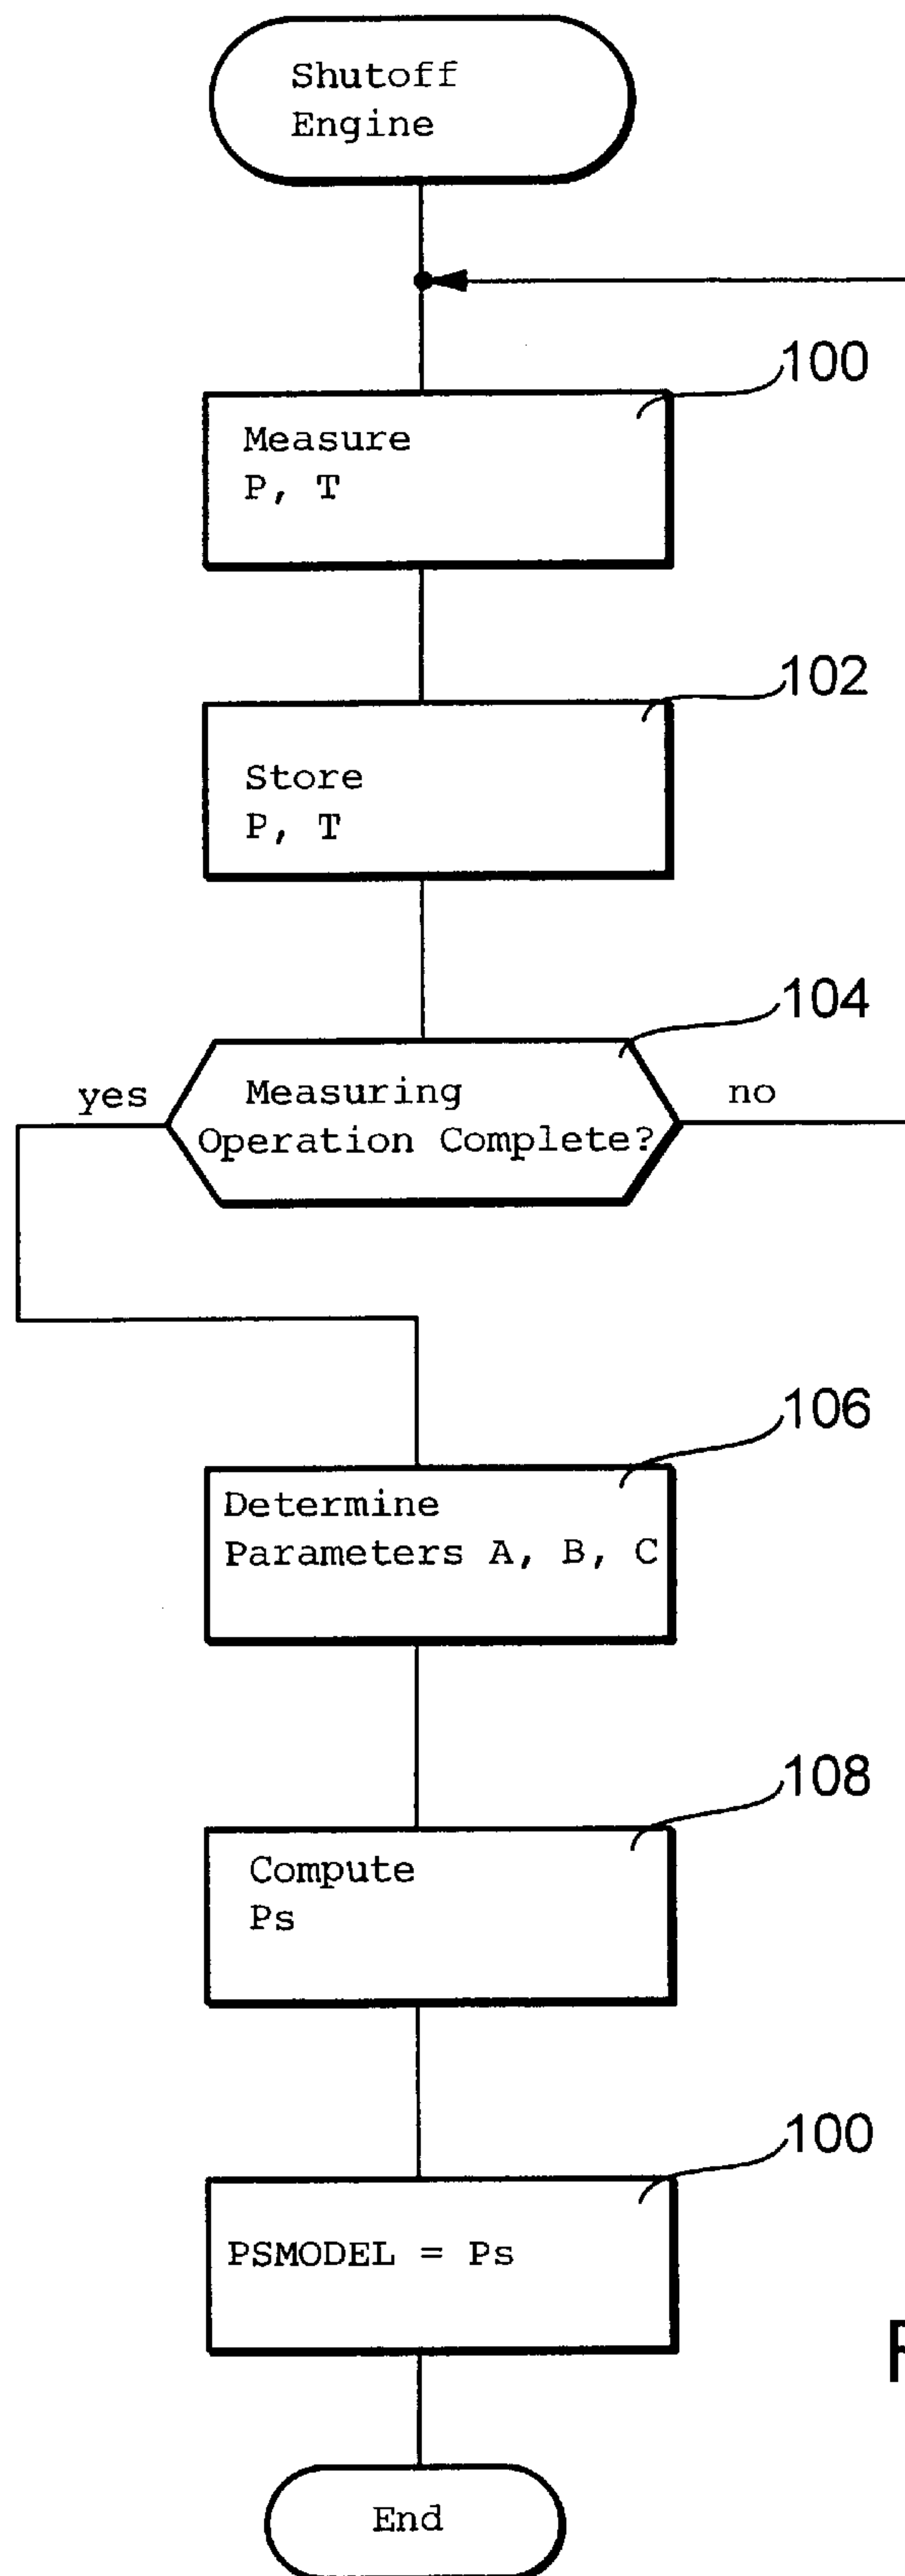 Shutoff
Engine
100
Measure
P, T
102
Store
P, T
104
yes
Measuring
Operation Complete?
no
106
Determine
Parameters A, B, C
108
Compute
Ps
100
PSMODEL = Ps
End